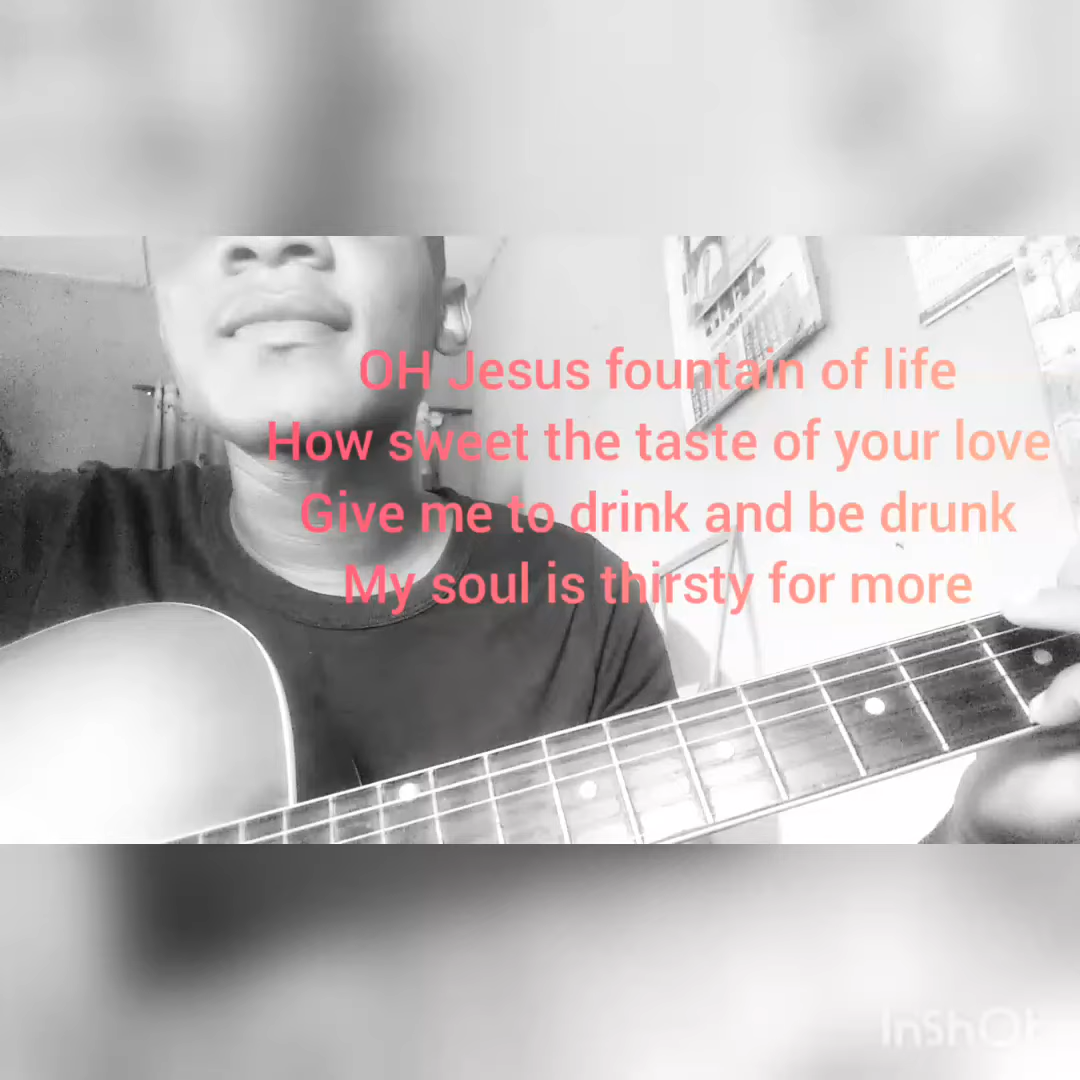 OH Jesus fountain of life
How sweet the taste of your love
Give me to drink and be drunk
My soul is thirsty for more